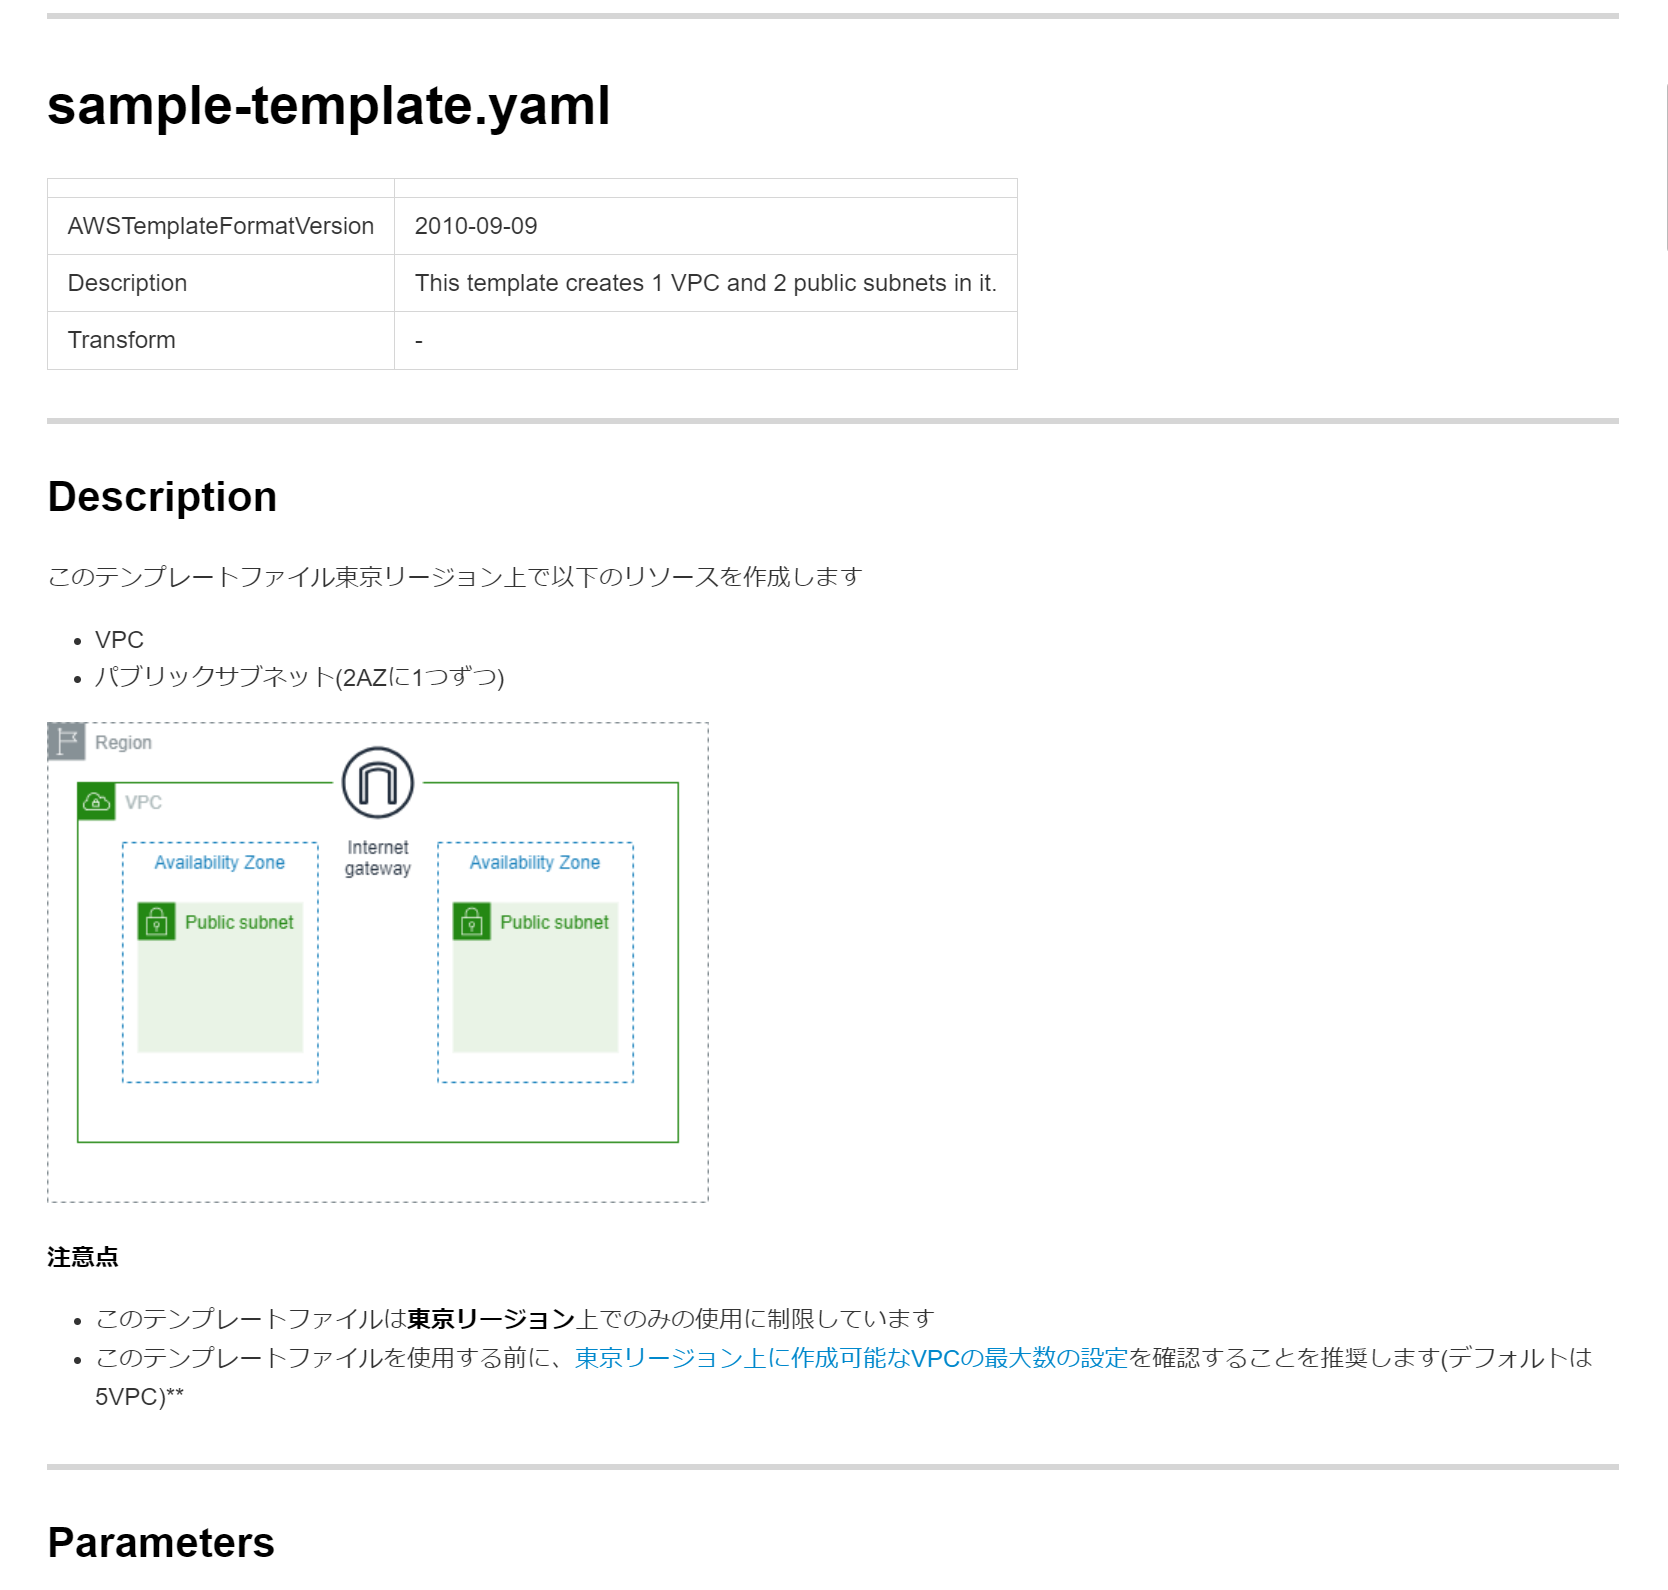 sample-template.yaml
AWSTemplateFormatVersion 2010-09-09
Description This template creates 1 VPC and 2 public subnets in it.
Transform -
Description
このテンプレートファイル東京リージョン上で以下のリソースを作成します
• VPC
• パブリックサブネット(2AZに1つずつ)
Region
VPC
Internet
gateway
Availability Zone
Public subnet
Availability Zone
Public subnet
注意点
• このテンプレートファイルは東京リージョン上でのみの使用に制限しています
• このテンプレートファイルを使用する前に、東京リージョン上に作成可能なVPCの最大数の設定を確認することを推奨します(デフォルトは
5VPC)**
Parameters